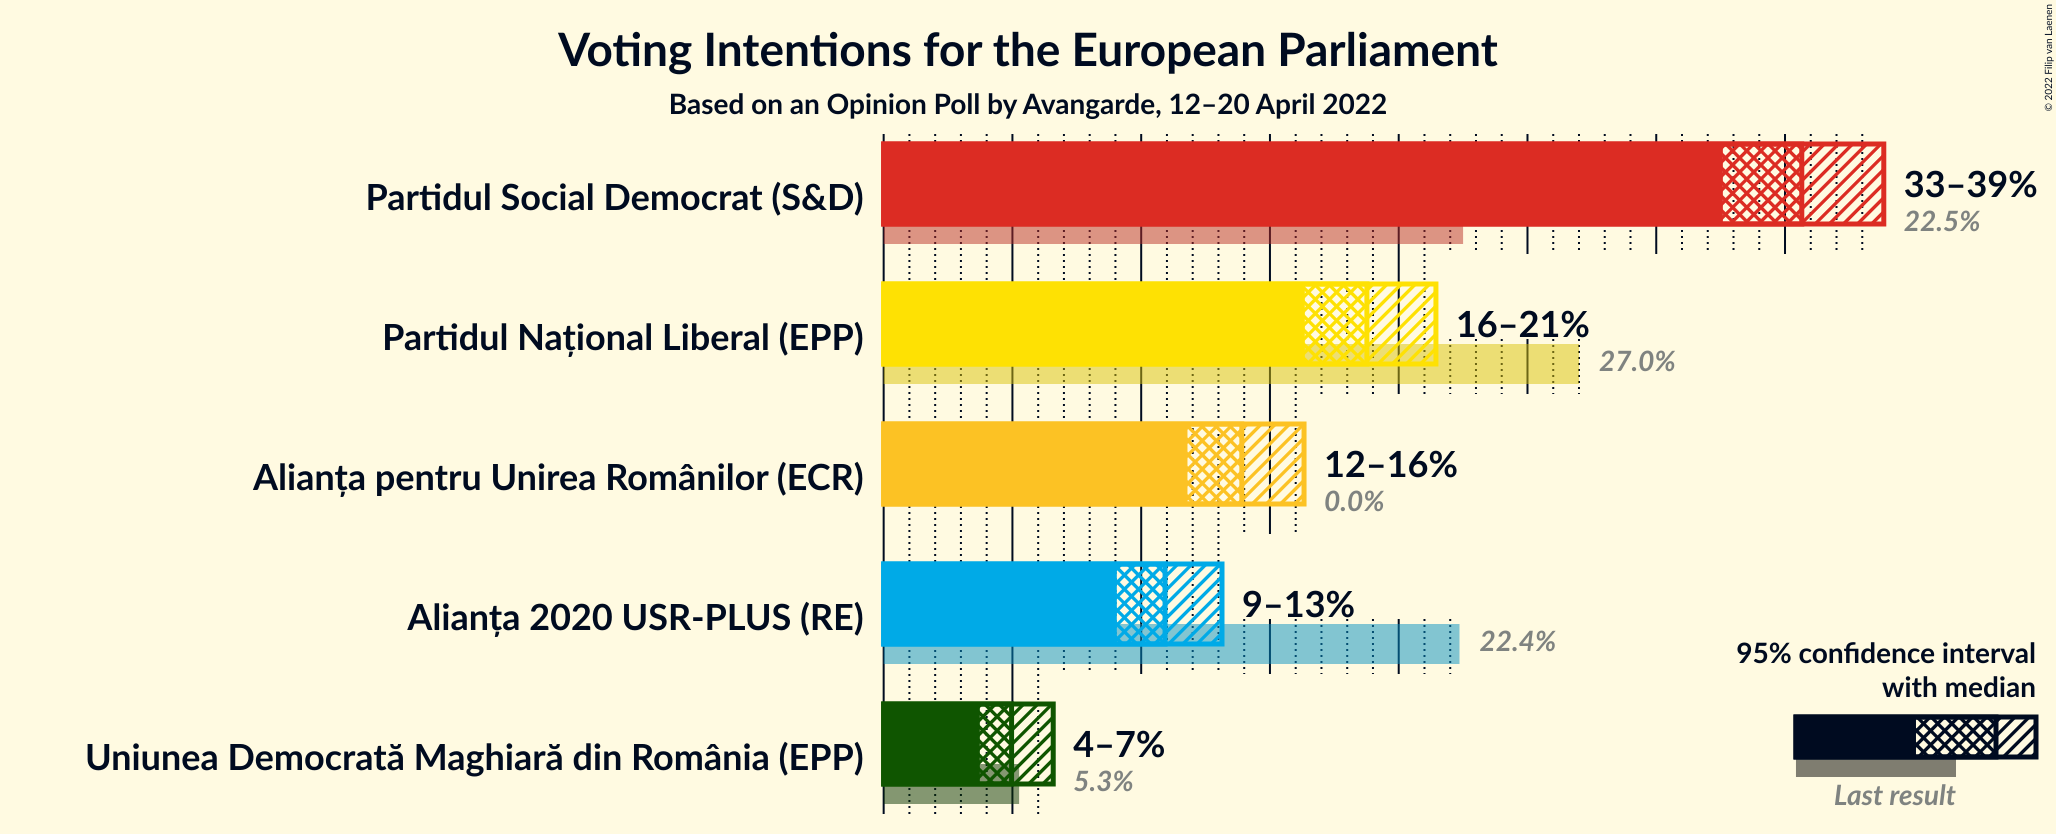 Voting Intentions for the European Parliament
Based on an Opinion Poll by Avangarde, 12–20 April 2022
© 2022 Filip van Laenen
Partidul Social Democrat (S&D)
33–39%
22.5%
Partidul Național Liberal (EPP)
16–21%
27.0%
Alianța pentru Unirea Românilor (ECR)
12–16%
0.0%
Alianța 2020 USR-PLUS (RE)
9–13%
22.4%
Uniunea Democrată Maghiară din România (EPP)
4–7%
5.3%
95% confidence interval
with median
Last result